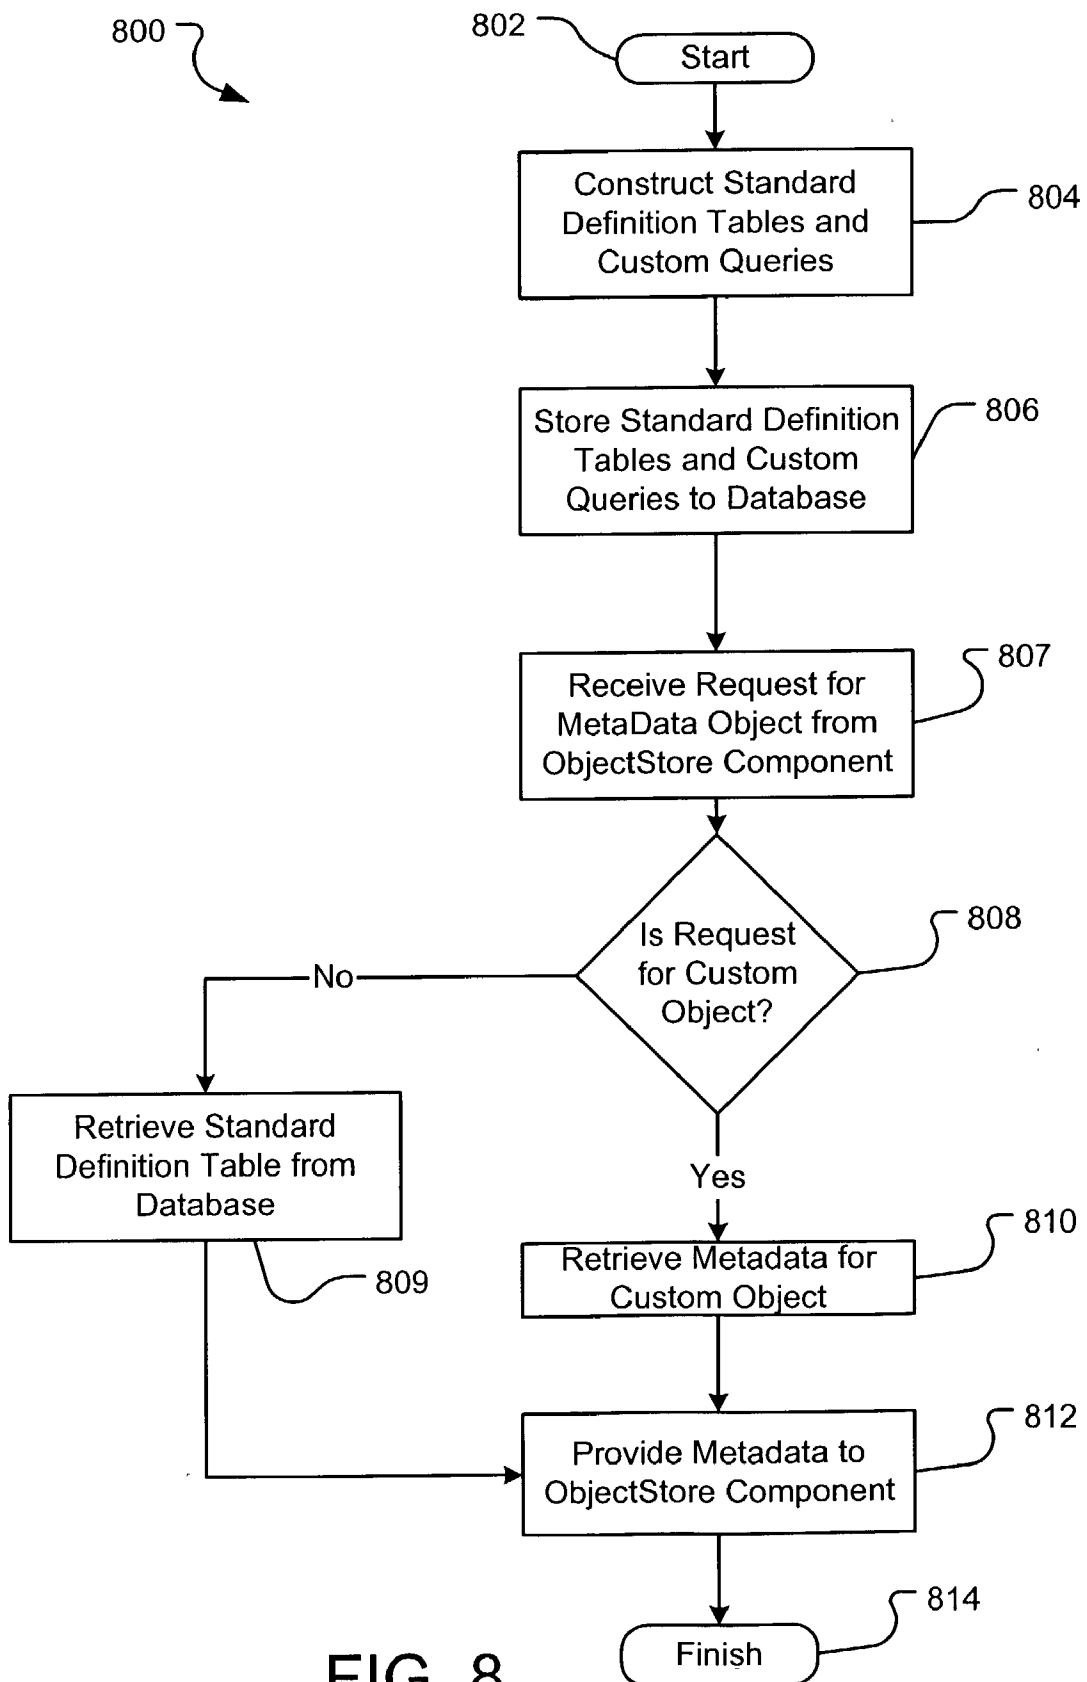 800
802
Start
Construct Standard
Definition Tables and
Custom Queries
804
Store Standard Definition
Tables and Custom
Queries to Database
806
Receive Request for
MetaData Object from
ObjectStore Component
807
Is Request
for Custom
Object?
808
No
Yes
Retrieve Standard
Definition Table from
Database
809
Retrieve Metadata for
Custom Object
810
Provide Metadata to
ObjectStore Component
812
Finish
814
FIG. 8